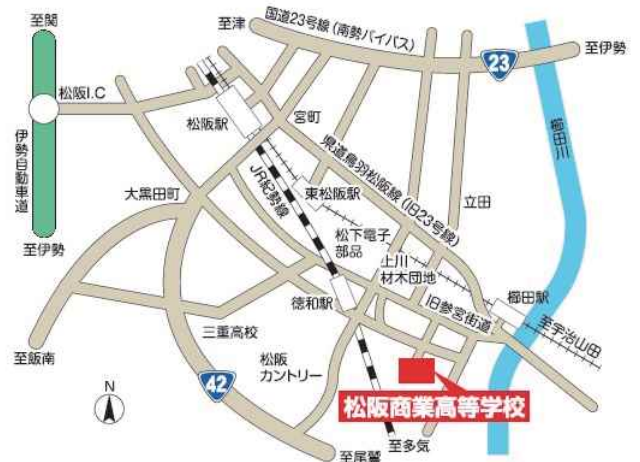 至関
至津
国道23号線(南勢バイパス)
23
至伊勢
松阪I.C
松阪駅
宮町
櫛田川
伊勢自動車道
県道鳥羽松阪線(旧23号線)
大黒田町
JR紀勢線
東松阪駅
立田
至伊勢
松下電子
部品
上川
材木団地
櫛田駅
徳和駅
旧参宮街道
至宇治山田
三重高校
至飯南
松阪
カントリー
42
N
松阪商業高等学校
至多気
至尾鷲